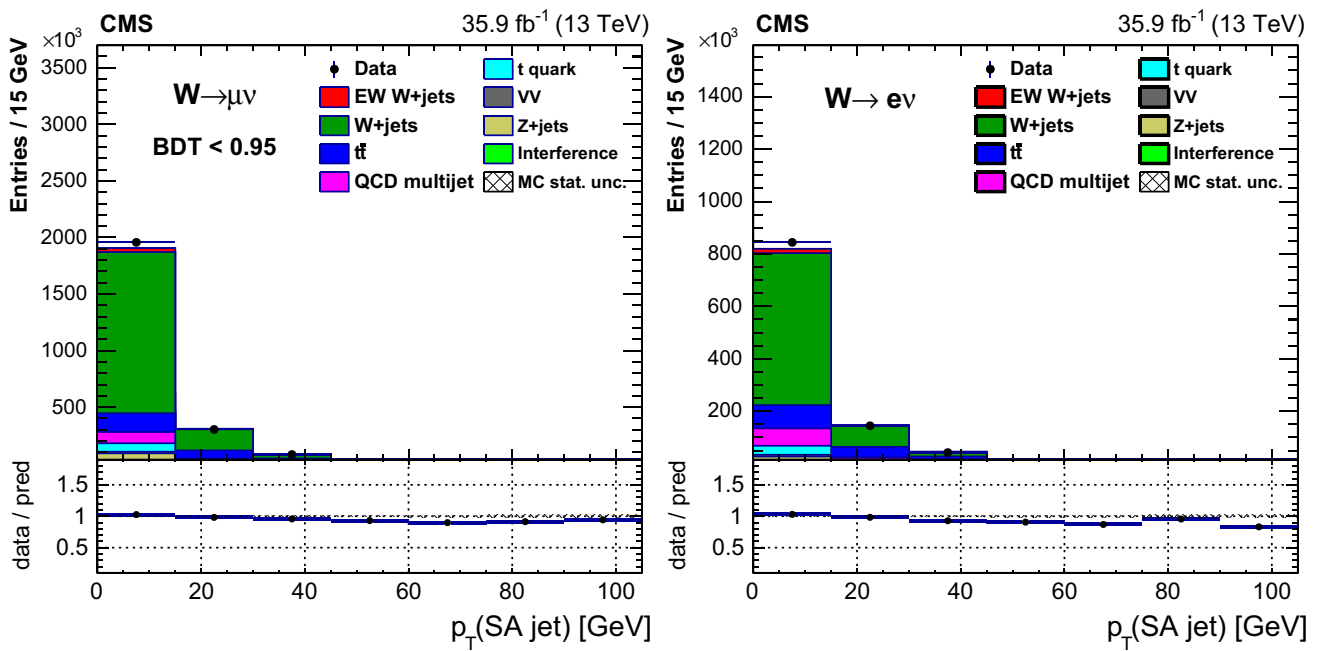 CMS 35.9 fb⁻¹ (13 TeV)
×10³
Entries / 15 GeV
3500
3000
2500
2000
1500
1000
500
W→μν
BDT < 0.95
Data
EW W+jets
W+jets
tt̄
QCD multijet
t quark
VV
Z+jets
Interference
MC stat. unc.
data / pred
1.5
1
0.5
0 20 40 60 80 100
p_T(SA jet) [GeV]
CMS 35.9 fb⁻¹ (13 TeV)
×10³
Entries / 15 GeV
1400
1200
1000
800
600
400
200
W→ eν
Data
EW W+jets
W+jets
tt̄
QCD multijet
t quark
VV
Z+jets
Interference
MC stat. unc.
data / pred
1.5
1
0.5
0 20 40 60 80 100
p_T(SA jet) [GeV]